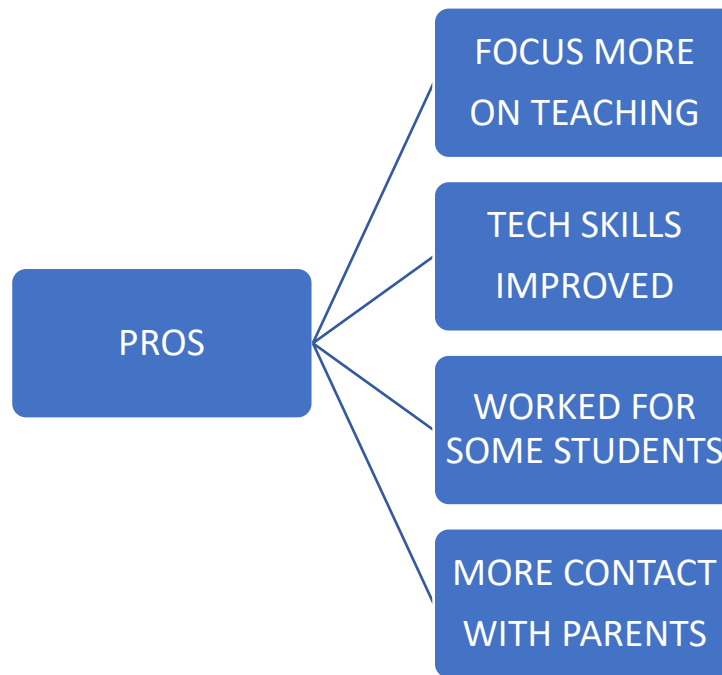 PROS
FOCUS MORE
ON TEACHING
TECH SKILLS
IMPROVED
WORKED FOR
SOME STUDENTS
MORE CONTACT
WITH PARENTS